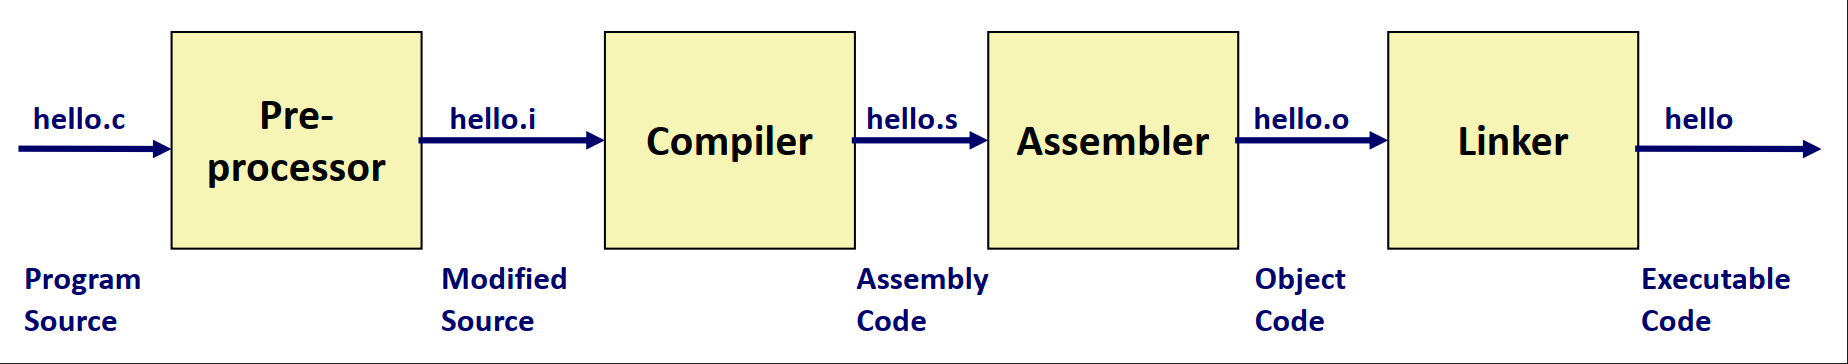 hello.c
Pre-
processor
hello.i
Compiler
hello.s
Assembler
hello.o
Linker
hello
Program
Source
Modified
Source
Assembly
Code
Object
Code
Executable
Code